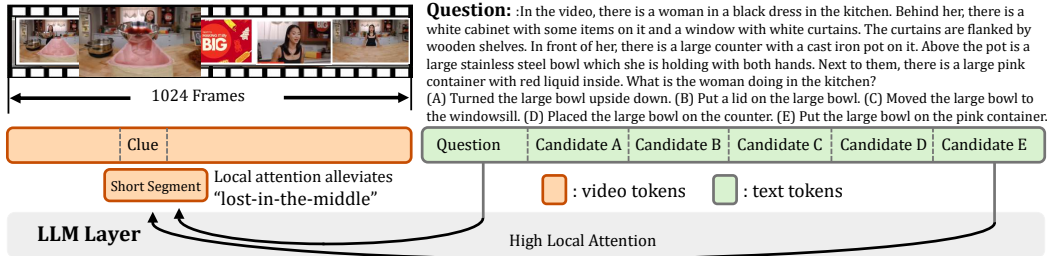 MAKING IT
BIG
1024 Frames
Question: :In the video, there is a woman in a black dress in the kitchen. Behind her, there is a
white cabinet with some items on it and a window with white curtains. The curtains are flanked by
wooden shelves. In front of her, there is a large counter with a cast iron pot on it. Above the pot is a
large stainless steel bowl which she is holding with both hands. Next to them, there is a large pink
container with red liquid inside. What is the woman doing in the kitchen?
(A) Turned the large bowl upside down. (B) Put a lid on the large bowl. (C) Moved the large bowl to
the windowsill. (D) Placed the large bowl on the counter. (E) Put the large bowl on the pink container.
Clue
Question
Candidate A
Candidate B
Candidate C
Candidate D
Candidate E
Short Segment
Local attention alleviates
“lost-in-the-middle”
: video tokens
: text tokens
LLM Layer
High Local Attention